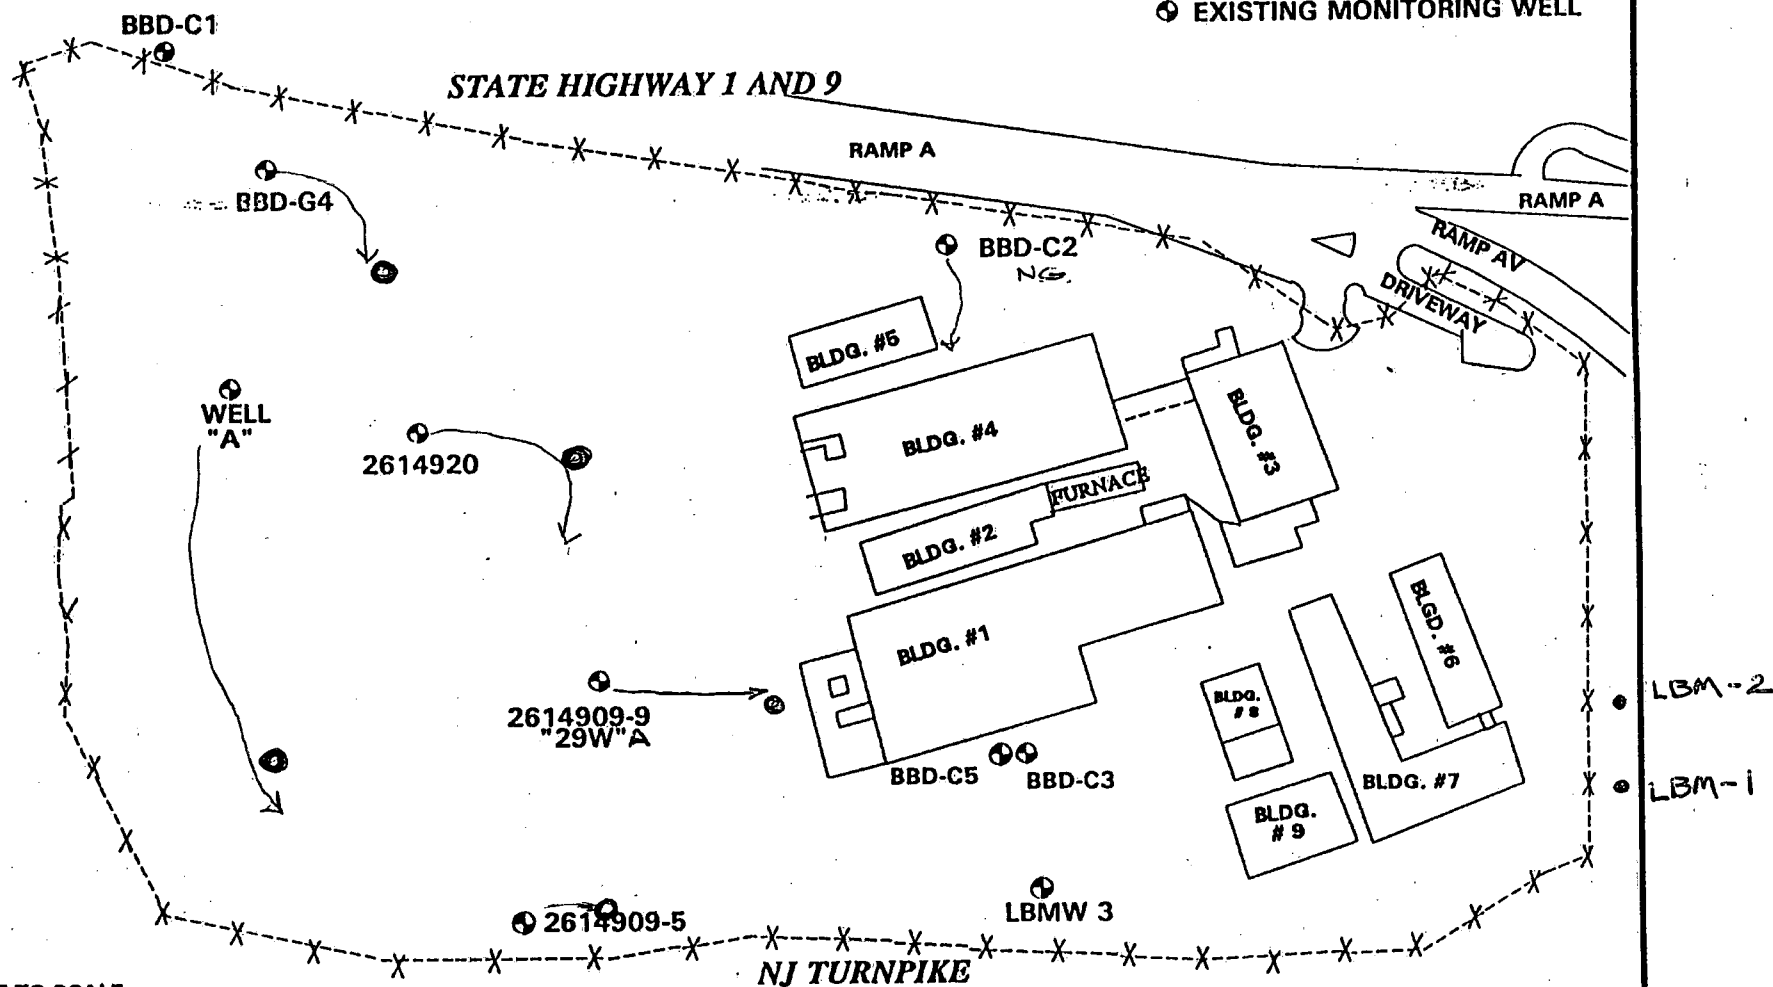 BBD-C1
EXISTING MONITORING WELL
STATE HIGHWAY 1 AND 9
RAMP A
RAMP A
BBD-G4
BBD-C2
NG.
RAMP AV
DRIVEWAY
BLDG. #5
WELL
"A"
2614920
BLDG. #4
BLDG. #3
FURNACE
BLDG. #2
BLDG. #1
BLGD. #6
2614909-9
"29W"A
BLDG.
#8
LBM-2
BBD-C5
BBD-C3
BLDG. #7
LBM-1
BLDG.
# 9
LBMW 3
2614909-5
NJ TURNPIKE